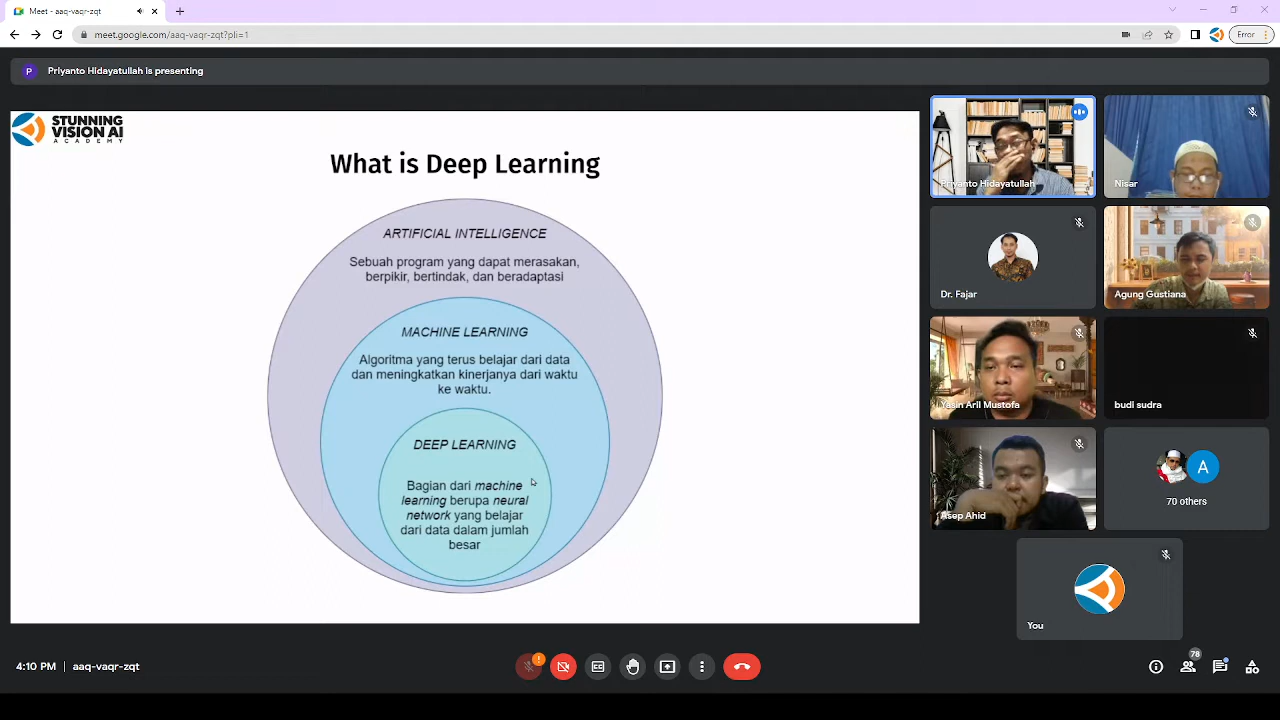 Meet - aaq-vaqr-zqt
meet.google.com/aaq-vaqr-zqt?pli=1
Error
P
Priyanto Hidayatullah is presenting
STUNNING
VISION AI
ACADEMY
What is Deep Learning
ARTIFICIAL INTELLIGENCE
Sebuah program yang dapat merasakan,
berpikir, bertindak, dan beradaptasi
MACHINE LEARNING
Algoritma yang terus belajar dari data
dan meningkatkan kinerjanya dari waktu
ke waktu.
DEEP LEARNING
Bagian dari machine
learning berupa neural
network yang belajar
dari data dalam jumlah
besar
Priyanto Hidayatullah
Nisar
Dr. Fajar
Agung Gustiana
Yasin Aril Mustofa
budi sudra
Asep Ahid
A
70 others
You
4:10 PM | aaq-vaqr-zqt
78